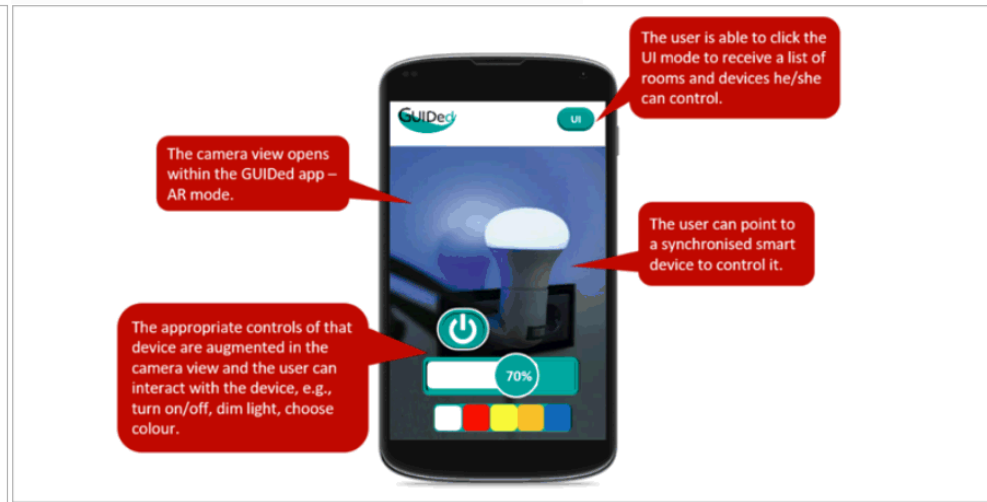 The user is able to click the
UI mode to receive a list of
rooms and devices he/she
can control.
GUIDed
UI
The camera view opens
within the GUIDed app –
AR mode.
The user can point to
a synchronised smart
device to control it.
The appropriate controls of that
device are augmented in the
camera view and the user can
interact with the device, e.g.,
turn on/off, dim light, choose
colour.
70%